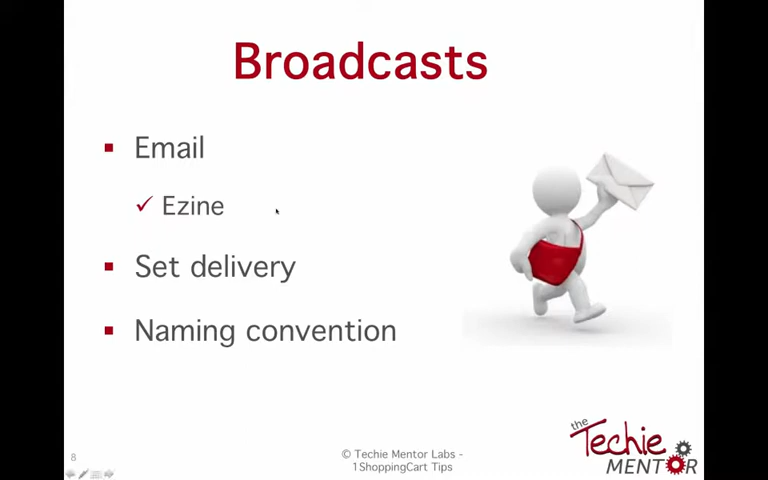 Broadcasts
Email
Ezine
Set delivery
Naming convention
8
© Techie Mentor Labs -
1ShoppingCart Tips
the
Techie
MENTOR